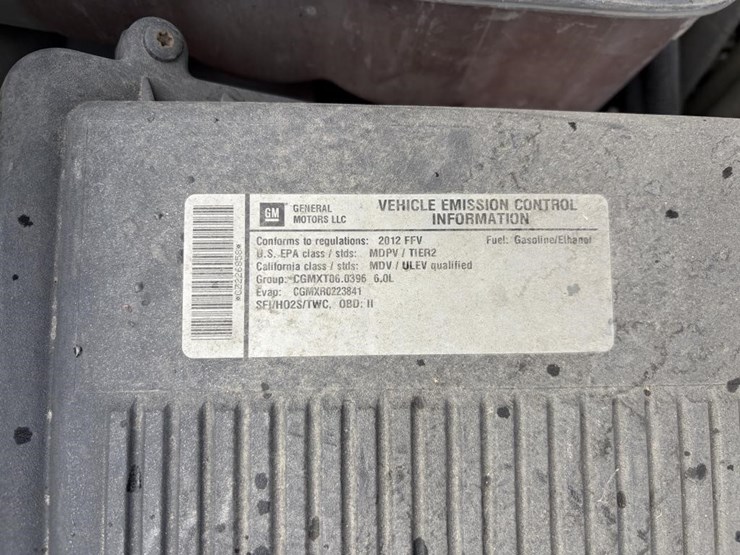 GM GENERAL MOTORS LLC
VEHICLE EMISSION CONTROL INFORMATION
Conforms to regulations: 2012 FFV Fuel: Gasoline/Ethanol
U.S. EPA class / stds: MDPV / TIER2
California class / stds: MDV / ULEV qualified
Group: CGMXT06.0396 6.0L
Evap: CGMXR0223841
SFI/HO2S/TWC, OBD: II